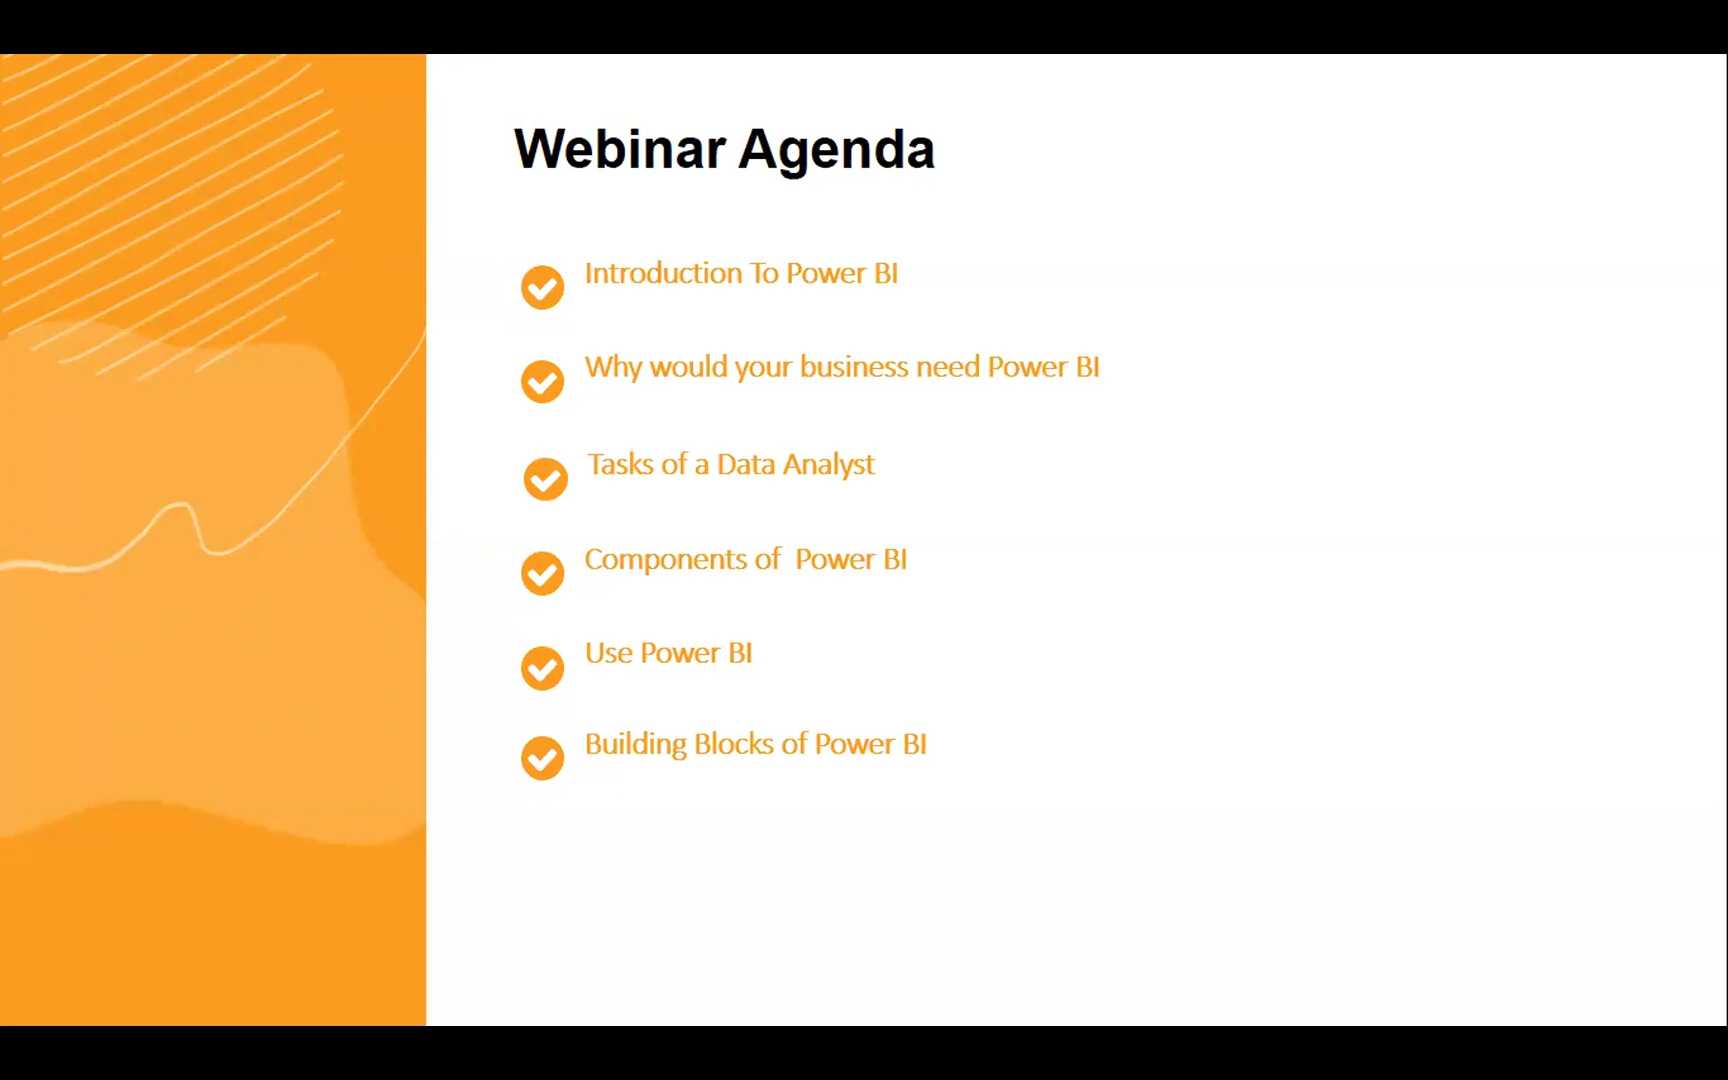 Webinar Agenda
Introduction To Power BI
Why would your business need Power BI
Tasks of a Data Analyst
Components of  Power BI
Use Power BI
Building Blocks of Power BI